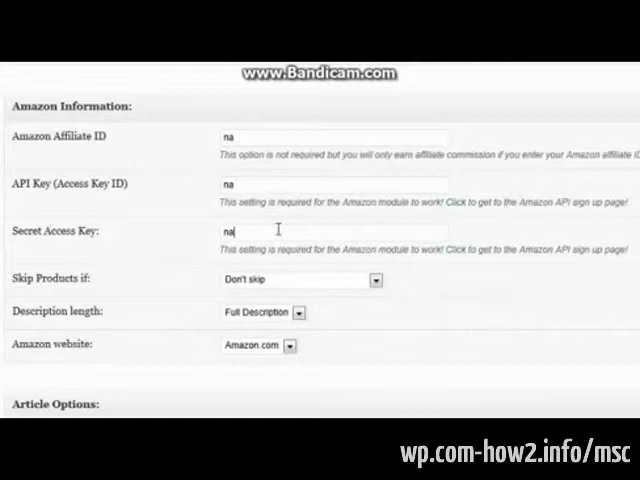 www.Bandicam.com
Amazon Information:
Amazon Affiliate ID
na
This option is not required but you will only earn affiliate commission if you enter your Amazon affiliate ID
API Key (Access Key ID)
na
This setting is required for the Amazon module to work! Click to get to the Amazon API sign up page!
Secret Access Key:
na
This setting is required for the Amazon module to work! Click to get to the Amazon API sign up page!
Skip Products if:
Don't skip
Description length:
Full Description
Amazon website:
Amazon.com
Article Options:
wp.com-how2.info/msc